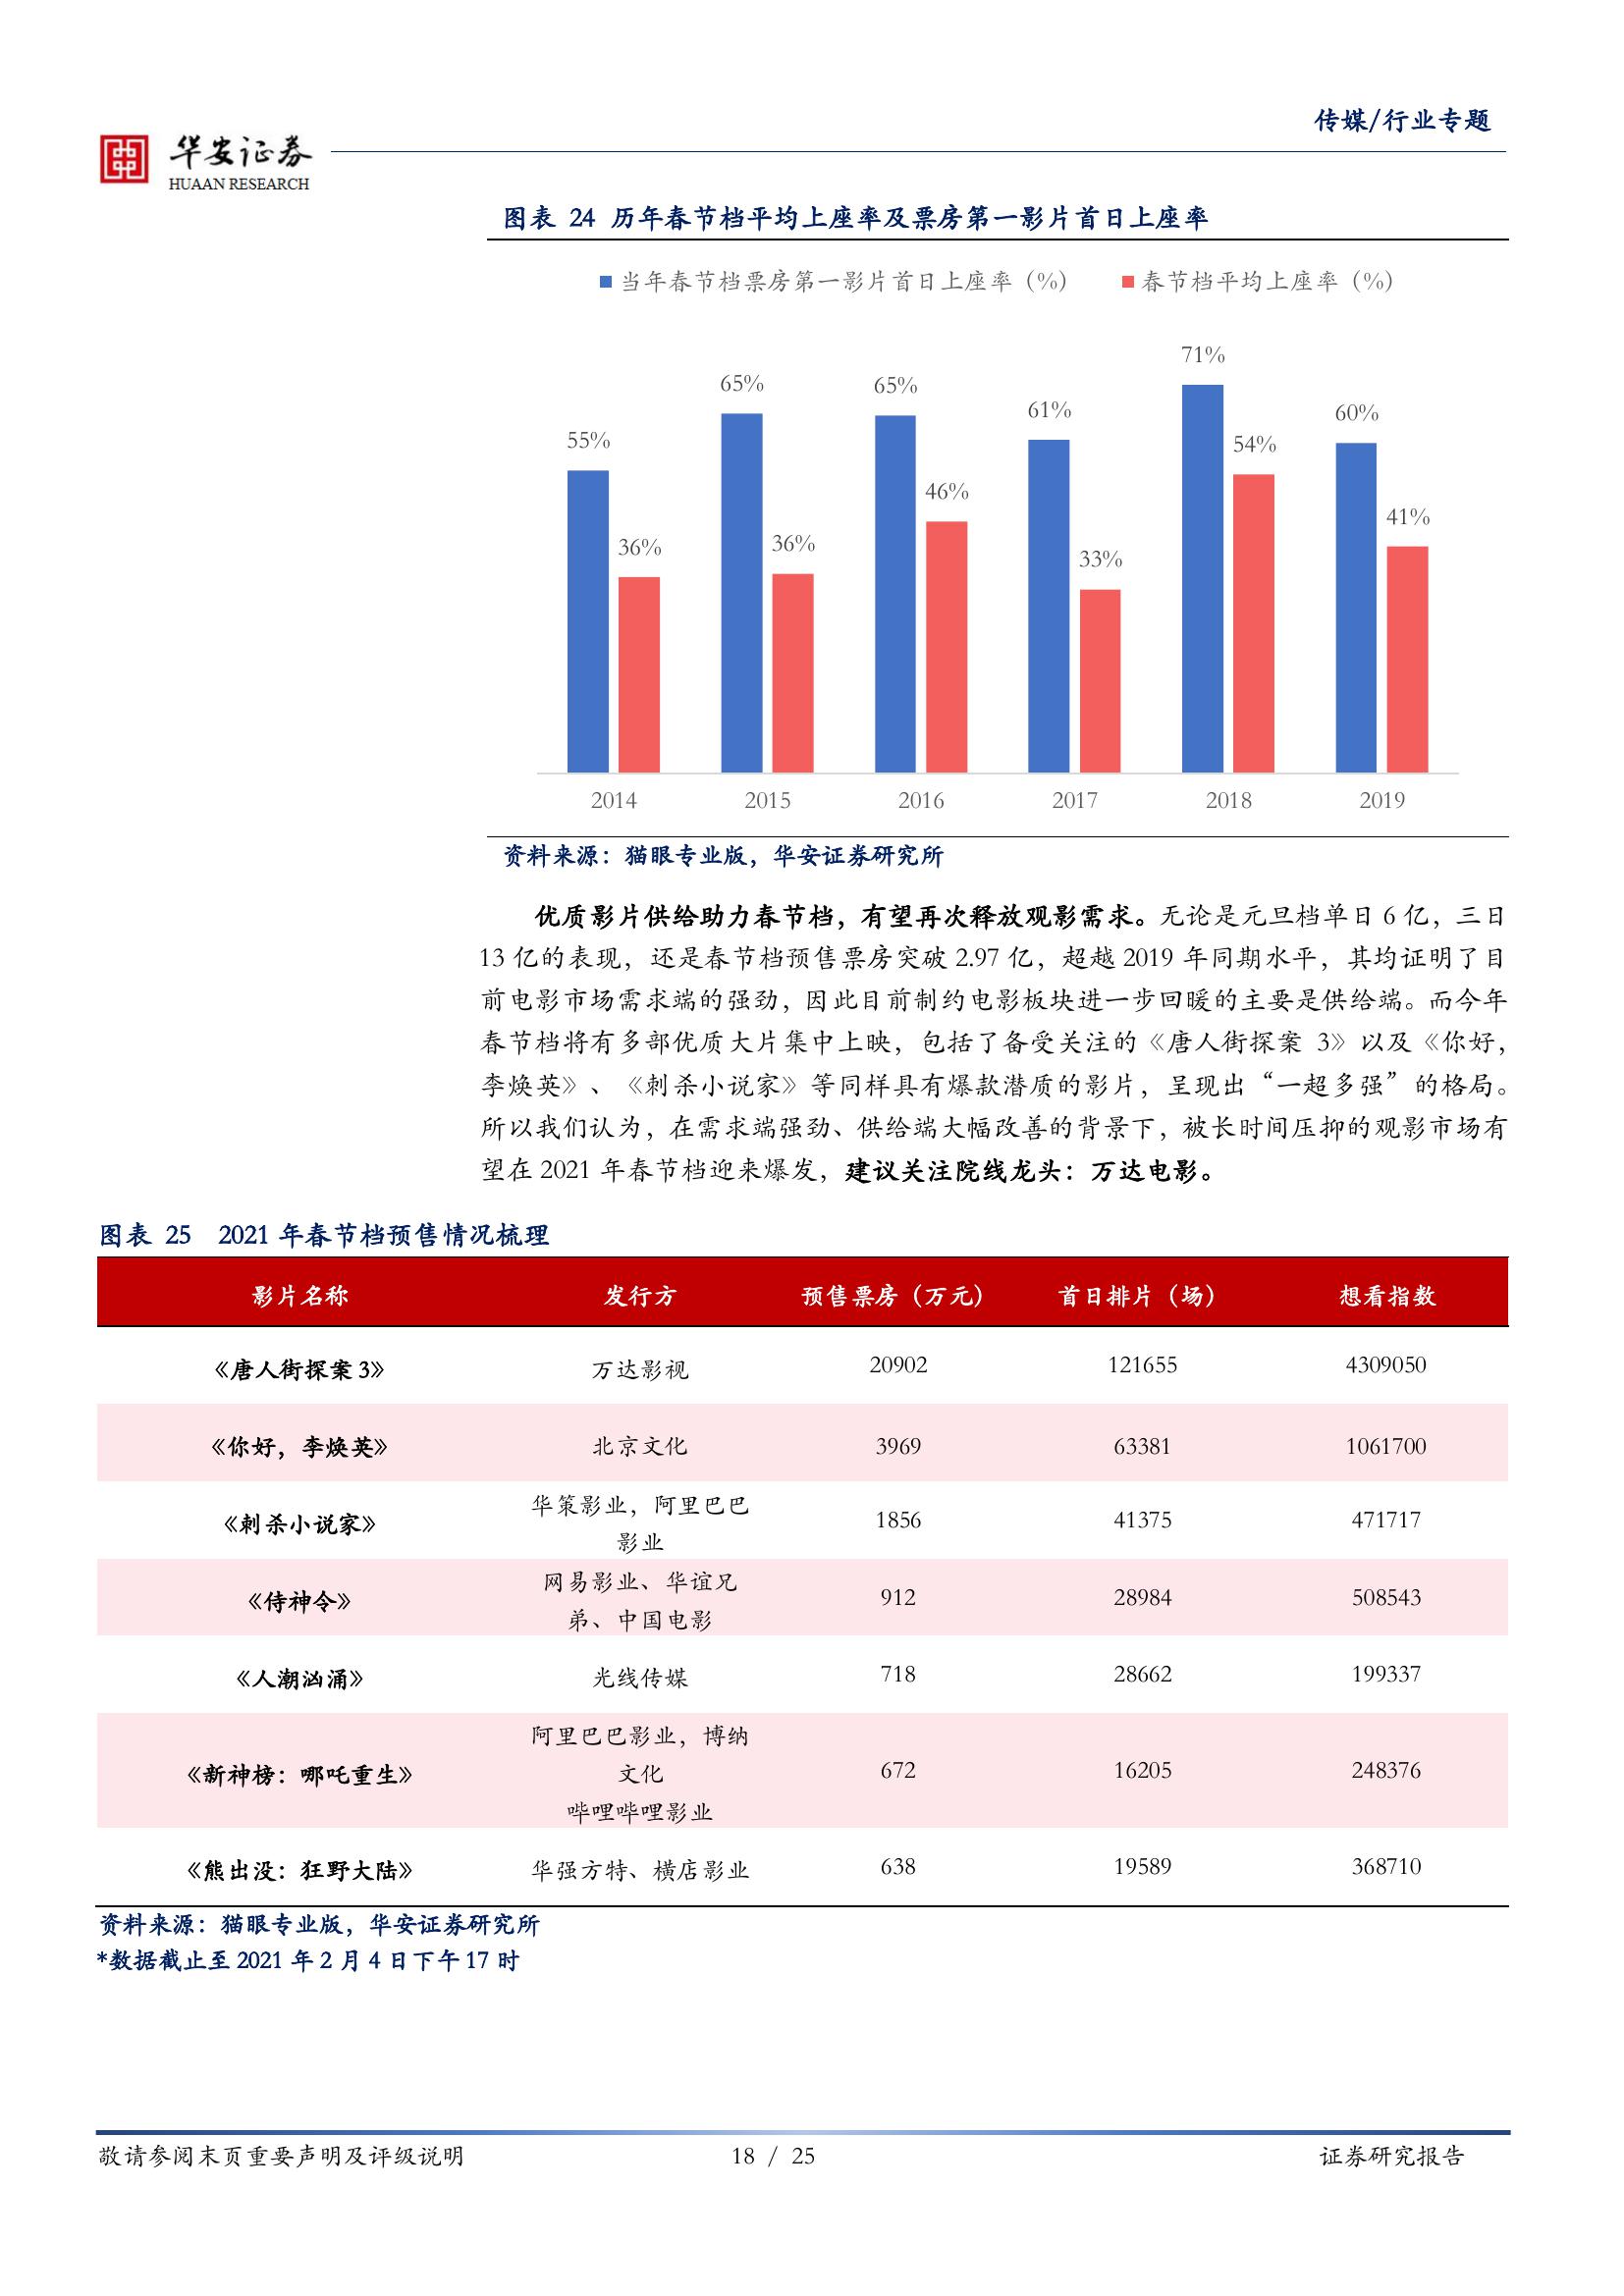 传媒/行业专题
华安证券
HUAAN RESEARCH
图表 24 历年春节档平均上座率及票房第一影片首日上座率
当年春节档票房第一影片首日上座率（%） 春节档平均上座率（%）
55% 36% 65% 36% 65% 46% 61% 33% 71% 54% 60% 41%
2014 2015 2016 2017 2018 2019
资料来源：猫眼专业版，华安证券研究所
优质影片供给助力春节档，有望再次释放观影需求。无论是元旦档单日 6 亿，三日
13 亿的表现，还是春节档预售票房突破 2.97 亿，超越 2019 年同期水平，其均证明了目
前电影市场需求端的强劲，因此目前制约电影板块进一步回暖的主要是供给端。而今年
春节档将有多部优质大片集中上映，包括了备受关注的《唐人街探案 3》以及《你好，
李焕英》、《刺杀小说家》等同样具有爆款潜质的影片，呈现出“一超多强”的格局。
所以我们认为，在需求端强劲、供给端大幅改善的背景下，被长时间压抑的观影市场有
望在 2021 年春节档迎来爆发，建议关注院线龙头：万达电影。
图表 25 2021 年春节档预售情况梳理
影片名称 发行方 预售票房（万元） 首日排片（场） 想看指数
《唐人街探案 3》 万达影视 20902 121655 4309050
《你好，李焕英》 北京文化 3969 63381 1061700
《刺杀小说家》 华策影业，阿里巴巴
影业 1856 41375 471717
《侍神令》 网易影业、华谊兄
弟、中国电影 912 28984 508543
《人潮汹涌》 光线传媒 718 28662 199337
《新神榜：哪吒重生》 阿里巴巴影业，博纳
文化
哔哩哔哩影业 672 16205 248376
《熊出没：狂野大陆》 华强方特、横店影业 638 19589 368710
资料来源：猫眼专业版，华安证券研究所
*数据截止至 2021 年 2 月 4 日下午 17 时
敬请参阅末页重要声明及评级说明 18 / 25 证券研究报告